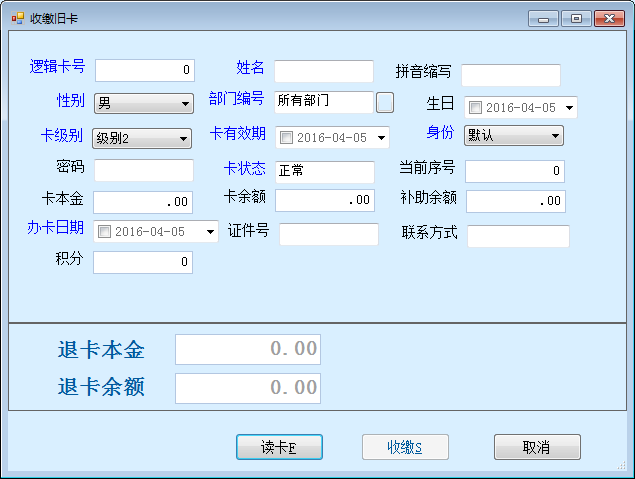 收缴旧卡
逻辑卡号 0 姓名 拼音缩写
性别 男 部门编号 所有部门 生日 2016-04-05
卡级别 级别2 卡有效期 2016-04-05 身份 默认
密码 卡状态 正常 当前序号 0
卡本金 .00 卡余额 .00 补助余额 .00
办卡日期 2016-04-05 证件号 联系方式
积分 0
退卡本金 0.00
退卡余额 0.00
读卡F 收缴S 取消